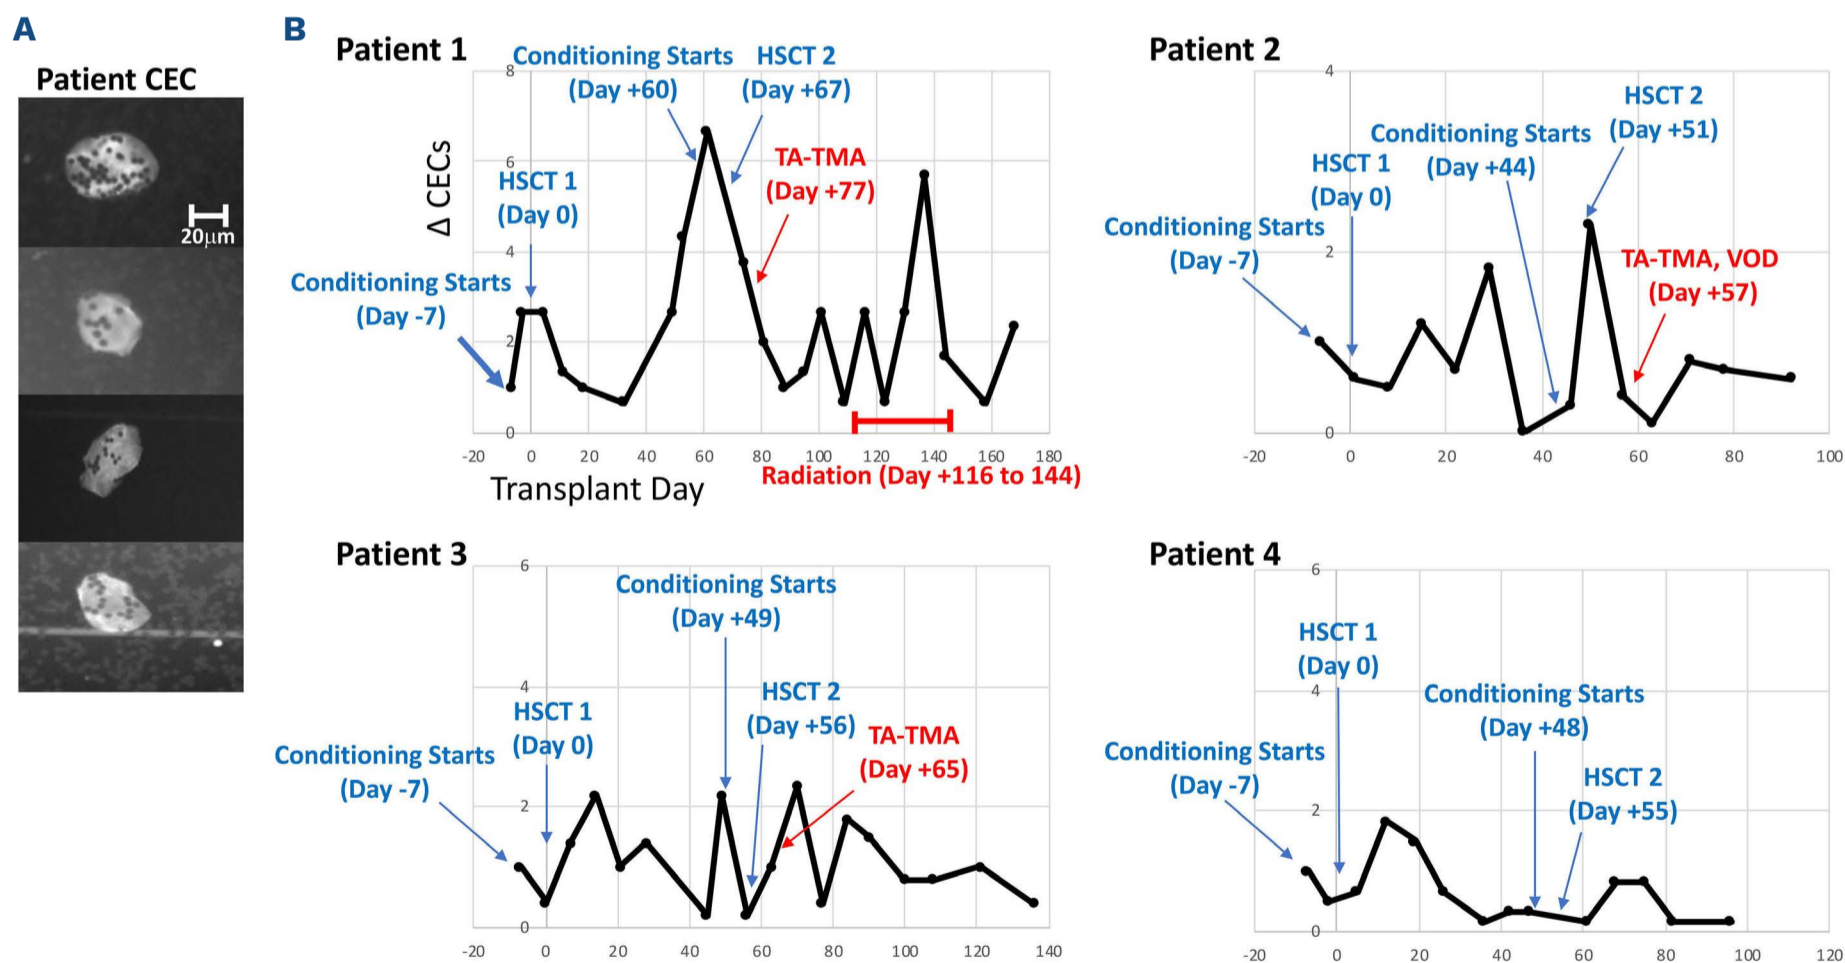 A
Patient CEC
20μm
B
Patient 1
Conditioning Starts
(Day +60)
HSCT 2
(Day +67)
TA-TMA
(Day +77)
HSCT 1
(Day 0)
Conditioning Starts
(Day -7)
Δ CECs
8
6
4
2
0
-20 0 20 40 60 80 100 120 140 160 180
Radiation (Day +116 to 144)
Transplant Day
Patient 2
HSCT 2
(Day +51)
Conditioning Starts
(Day +44)
HSCT 1
(Day 0)
Conditioning Starts
(Day -7)
TA-TMA, VOD
(Day +57)
4
2
0
-20 0 20 40 60 80 100
Patient 3
Conditioning Starts
(Day +49)
HSCT 2
(Day +56)
HSCT 1
(Day 0)
TA-TMA
(Day +65)
Conditioning Starts
(Day -7)
6
4
2
0
-20 0 20 40 60 80 100 120 140
Patient 4
HSCT 1
(Day 0)
Conditioning Starts
(Day +48)
Conditioning Starts
(Day -7)
HSCT 2
(Day +55)
6
4
2
0
-20 0 20 40 60 80 100 120